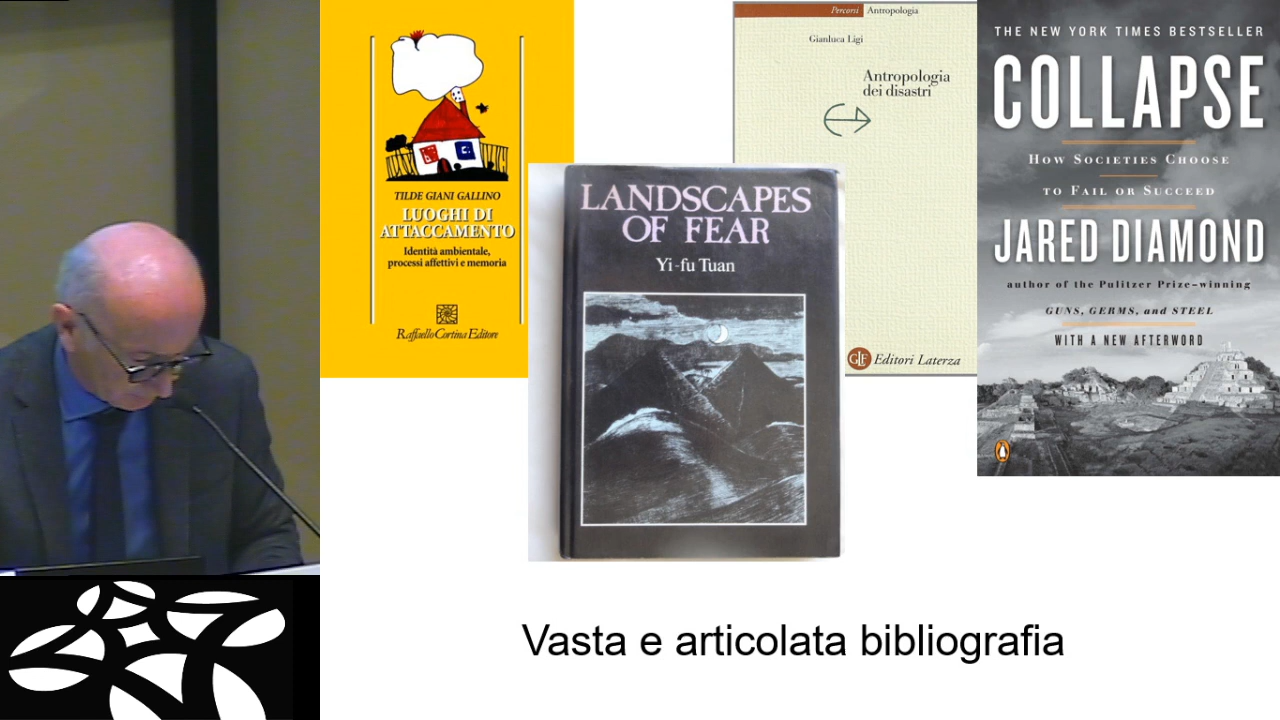 TILDE GIANI GALLINO
LUOGHI DI
ATTACCAMENTO
Identità ambientale,
processi affettivi e memoria
Raffaello Cortina Editore
LANDSCAPES
OF FEAR
Yi-fu Tuan
Percorsi Antropologia
Gianluca Ligi
Antropologia
dei disastri
GLF Editori Laterza
THE NEW YORK TIMES BESTSELLER
COLLAPSE
HOW SOCIETIES CHOOSE
TO FAIL OR SUCCEED
JARED DIAMOND
author of the Pulitzer Prize–winning
GUNS, GERMS, and STEEL
WITH A NEW AFTERWORD
Vasta e articolata bibliografia